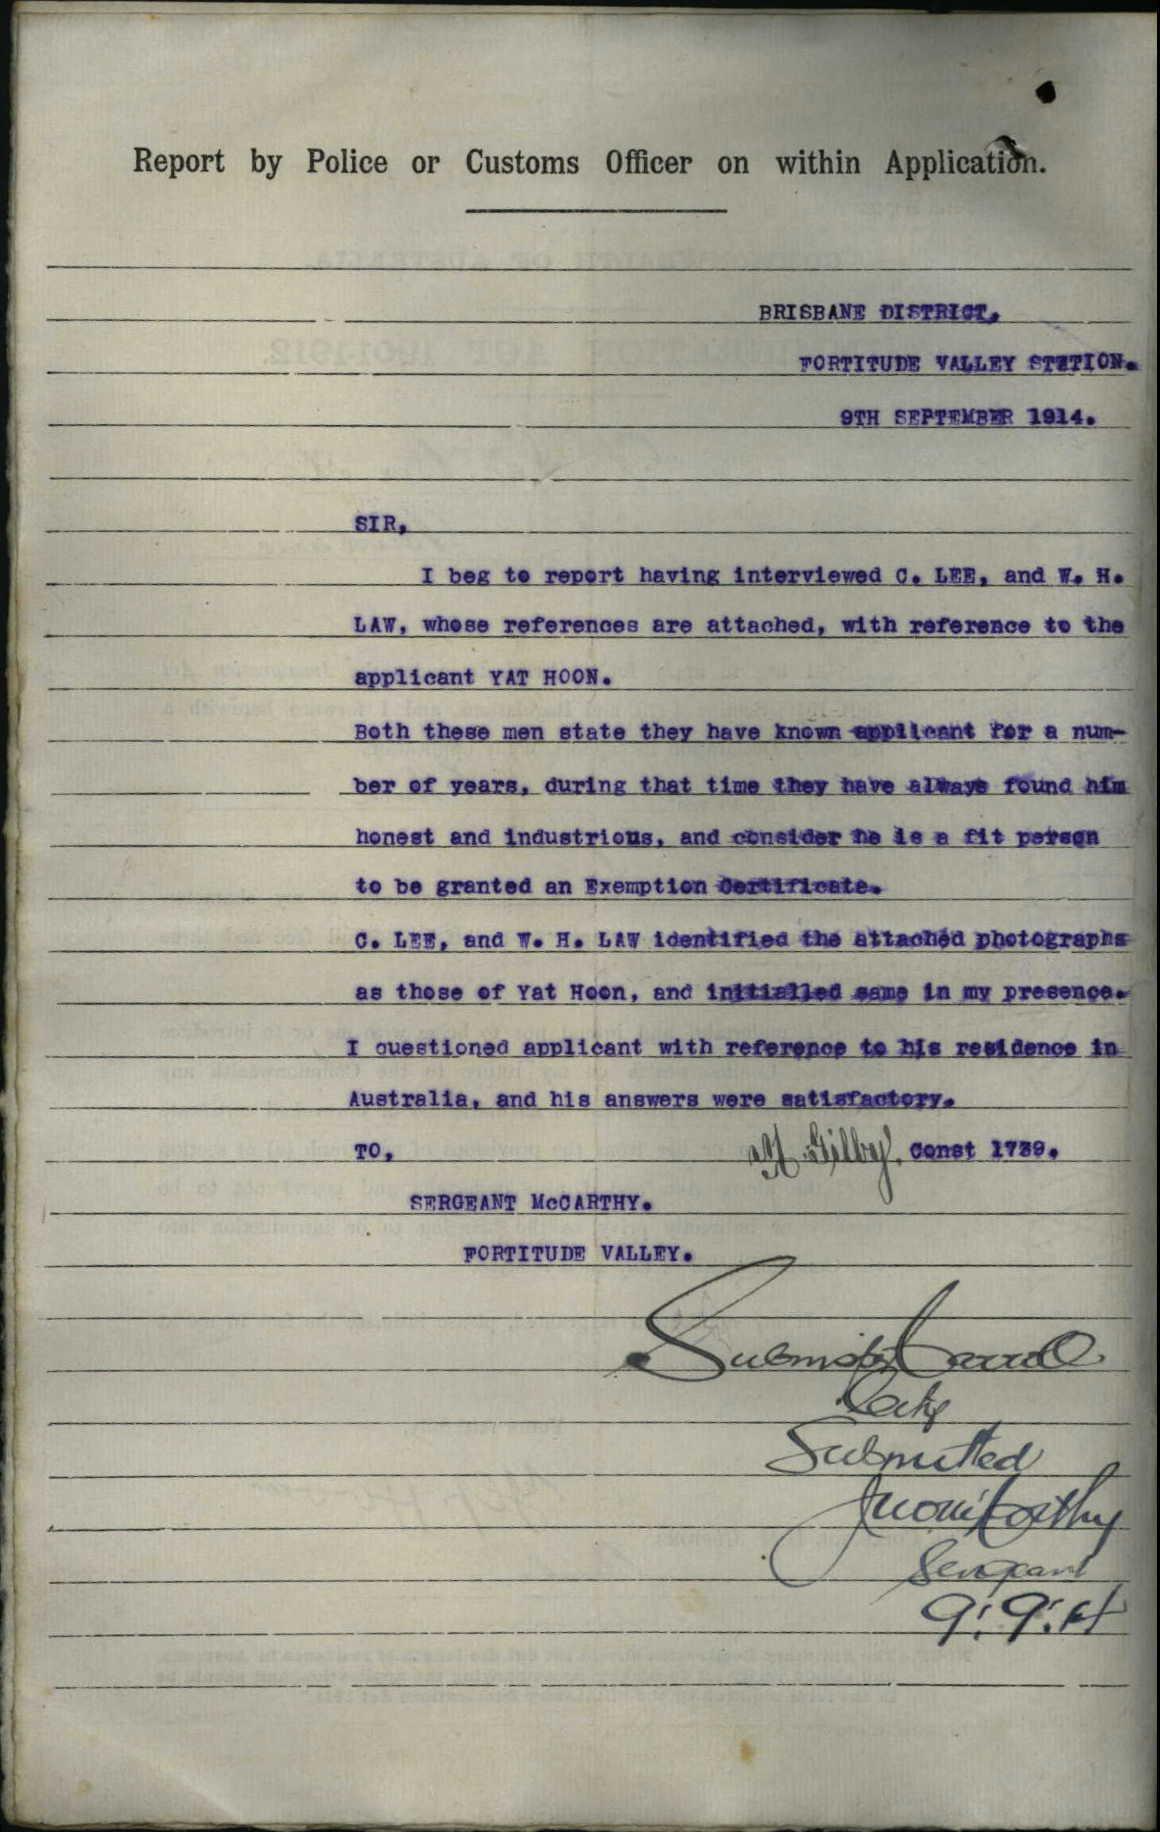 Report by Police or Customs Officer on within Application.
BRISBANE DISTRICT,
FORTITUDE VALLEY STATION.
9TH SEPTEMBER 1914.
SIR,
I beg to report having interviewed C. LEE, and W. H.
LAW, whose references are attached, with reference to the
applicant YAT HOON.
Both these men state they have known applicant for a num-
ber of years, during that time they have always found him
honest and industrious, and consider he is a fit person
to be granted an Exemption Certificate.
C. LEE, and W. H. LAW identified the attached photographs
as those of Yat Hoon, and initialled same in my presence.
I questioned applicant with reference to his residence in
Australia, and his answers were satisfactory.
TO, Gilby. Const 1739.
SERGEANT McCARTHY.
FORTITUDE VALLEY.
Submitted
Sergeant
9:9:14